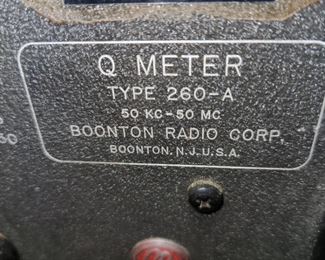 Q METER
TYPE 260-A
50 KC-50 MC
BOONTON RADIO CORP.
BOONTON, N.J., U.S.A.